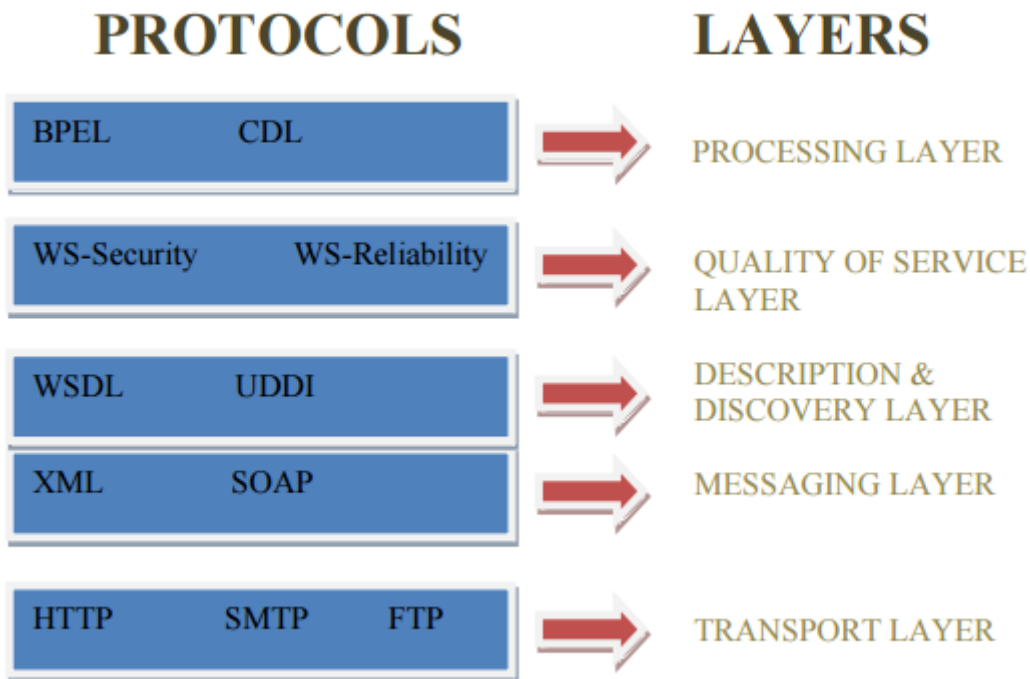 PROTOCOLS LAYERS
BPEL CDL
PROCESSING LAYER
WS-Security WS-Reliability
QUALITY OF SERVICE
LAYER
WSDL UDDI
DESCRIPTION &
DISCOVERY LAYER
XML SOAP
MESSAGING LAYER
HTTP SMTP FTP
TRANSPORT LAYER